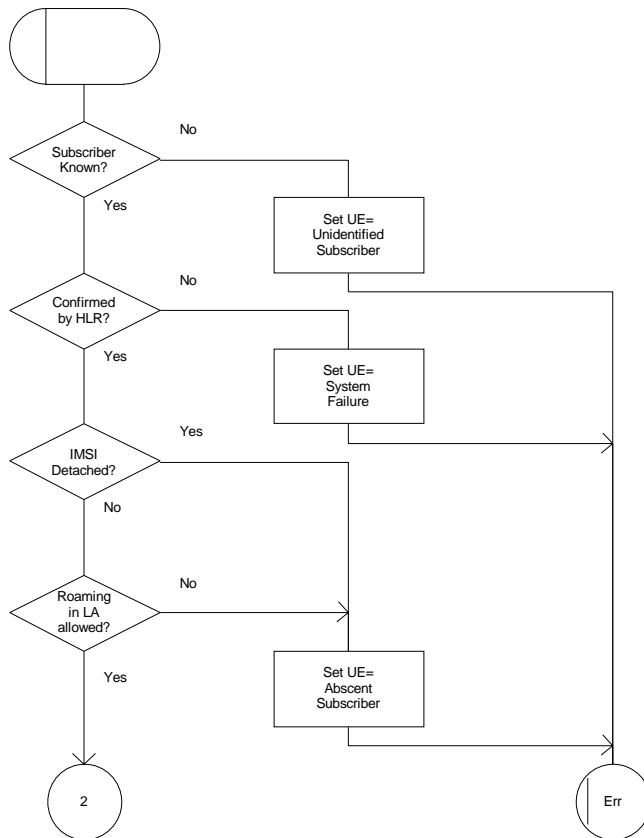 No
Subscriber
Known?
Yes
Set UE=
Unidentified
Subscriber
No
Confirmed
by HLR?
Yes
Set UE=
System
Failure
Yes
IMSI
Detached?
No
No
Roaming
in LA
allowed?
Yes
Set UE=
Abscent
Subscriber
2
Err